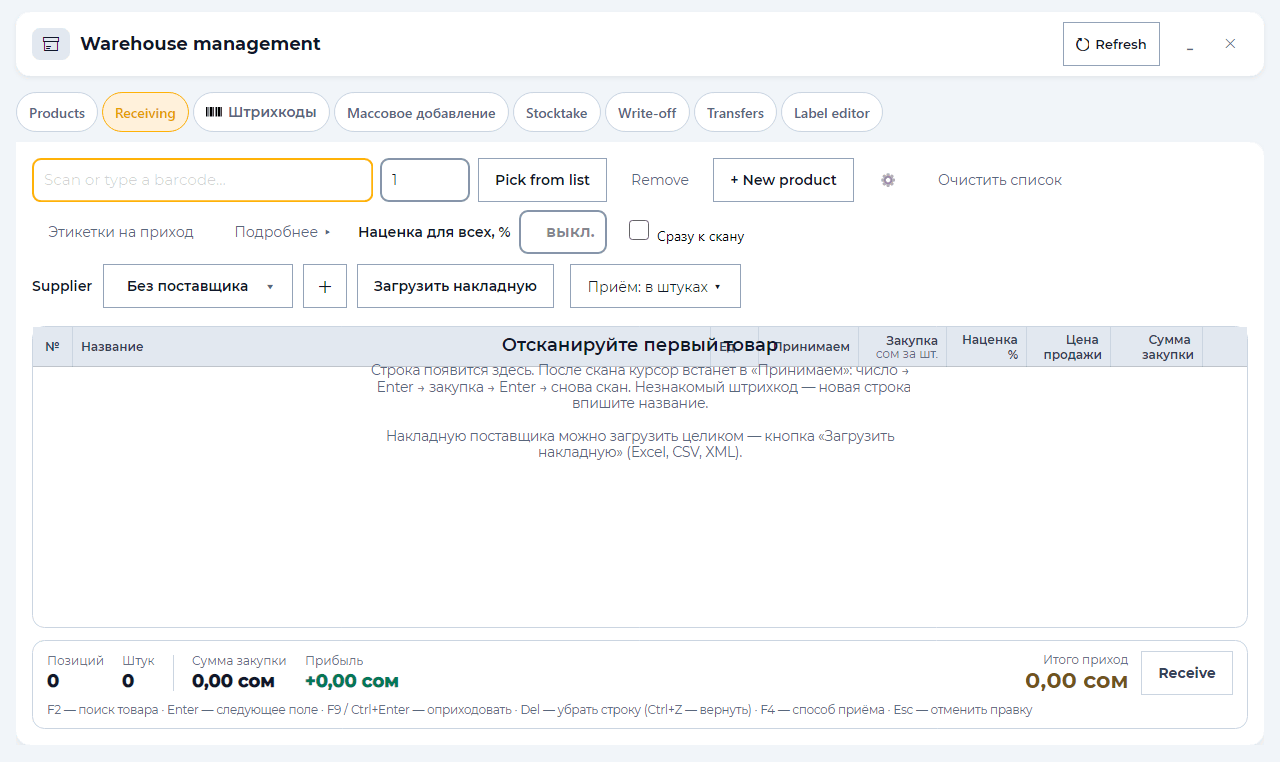 Warehouse management
Refresh
Products
Receiving
Штрихкоды
Массовое добавление
Stocktake
Write-off
Transfers
Label editor
Scan or type a barcode...
1
Pick from list
Remove
+ New product
Очистить список
Этикетки на приход
Подробнее ▸
Наценка для всех, %
выкл.
Сразу к скану
Supplier
Без поставщика ▾
+
Загрузить накладную
Приём: в штуках ▾
№
Название
Принимаем
Закупка
сом за шт.
Наценка
%
Цена
продажи
Сумма
закупки
Отсканируйте первый товар
Строка появится здесь. После скана курсор встанет в «Принимаем»: число →
Enter → закупка → Enter → снова скан. Незнакомый штрихкод — новая строка
впишите название.
Накладную поставщика можно загрузить целиком — кнопка «Загрузить
накладную» (Excel, CSV, XML).
Позиций
0
Штук
0
Сумма закупки
0,00 сом
Прибыль
+0,00 сом
Итого приход
0,00 сом
Receive
F2 — поиск товара · Enter — следующее поле · F9 / Ctrl+Enter — оприходовать · Del — убрать строку (Ctrl+Z — вернуть) · F4 — способ приёма · Esc — отменить правку